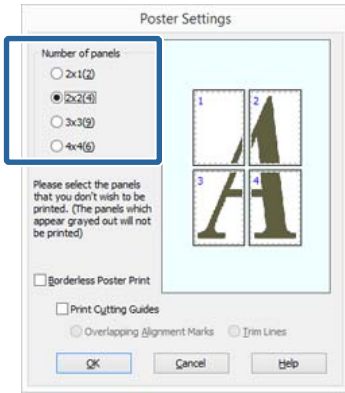 Poster Settings
Number of panels
2x1(2)
2x2(4)
3x3(9)
4x4(6)
1
2
3
4
Please select the panels
that you don't wish to be
printed. (The panels which
appear grayed out will not
be printed)
Borderless Poster Print
Print Cutting Guides
Overlapping Alignment Marks
Trim Lines
OK
Cancel
Help